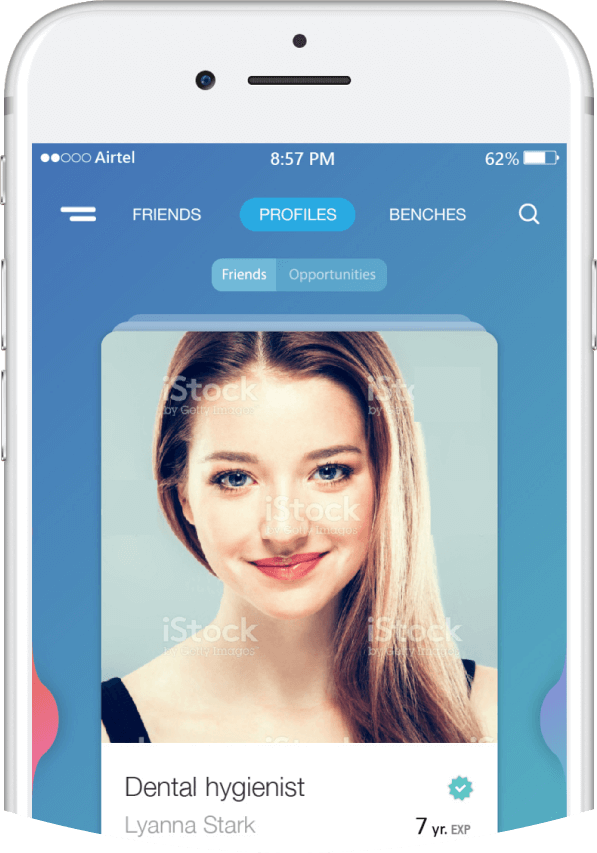 Airtel 8:57 PM 62%
FRIENDS PROFILES BENCHES
Friends Opportunities
iStock iStock
by Getty Images by Getty Images
iStock
by Getty Images
iStock iStock
by Getty Images by Getty Images
Dental hygienist
Lyanna Stark 7 yr. EXP